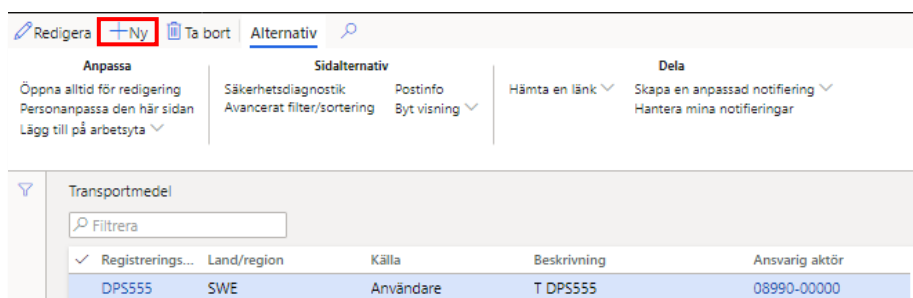 Redigera Ny Ta bort Alternativ
Anpassa Sidalternativ Dela
Öppna alltid för redigering Säkerhetsdiagnostik Postinfo Hämta en länk Skapa en anpassad notifiering
Personanpassa den här sidan Avancerat filter/sortering Byt visning Hantera mina notifieringar
Lägg till på arbetsyta
Transportmedel
Filtrera
Registrerings... Land/region Källa Beskrivning Ansvarig aktör
DPS555 SWE Användare T DPS555 08990-00000